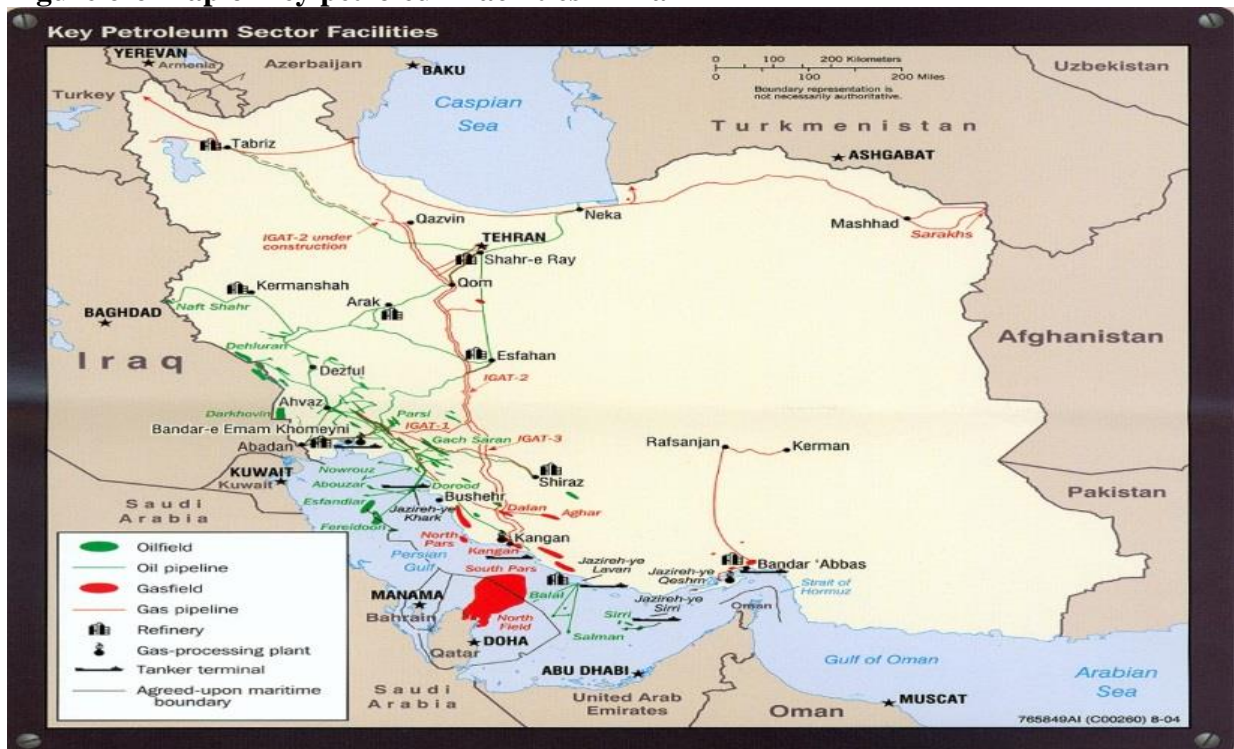 Key Petroleum Sector Facilities
YEREVAN
Armenia
Azerbaijan
BAKU
0 100 200 Kilometers
0 100 200 Miles
Boundary representation is
not necessarily authoritative.
Uzbekistan
Turkey
Caspian
Sea
Turkmenistan
Tabriz
ASHGABAT
Qazvin
Neka
Mashhad
Sarakhs
IGAT-2 under
construction
TEHRAN
Shahr-e Ray
Qom
Kermanshah
Arak
Naft Shahr
BAGHDAD
Iraq
Afghanistan
Dehluran
Esfahan
Dezful
IGAT-2
Ahvaz
Darkhovin
Parsi
Bandar-e Emam Khomeyni
IGAT-1
Gach Saran
IGAT-3
Rafsanjan
Kerman
Abadan
KUWAIT
Kuwait
Nowrouz
Shiraz
Abouzar
Dorood
Pakistan
Saudi
Arabia
Esfandiar
Jazireh-ye
Khark
Bushehr
Dalan
Aghar
Fereidoon
North
Pars
Kangan
Kangan
Persian
Gulf
South Pars
Jazireh-ye
Lavan
Jazireh-ye
Qeshm
Bandar 'Abbas
Strait of
Hormuz
MANAMA
Bahrain
Balal
Jazireh-ye
Sirri
Oman
North
Field
Sirri
Salman
DOHA
Qatar
ABU DHABI
Gulf of Oman
Arabian
Sea
Saudi
Arabia
United Arab
Emirates
Oman
MUSCAT
Oilfield
Oil pipeline
Gasfield
Gas pipeline
Refinery
Gas-processing plant
Tanker terminal
Agreed-upon maritime
boundary
765849AI (C00260) 8-04